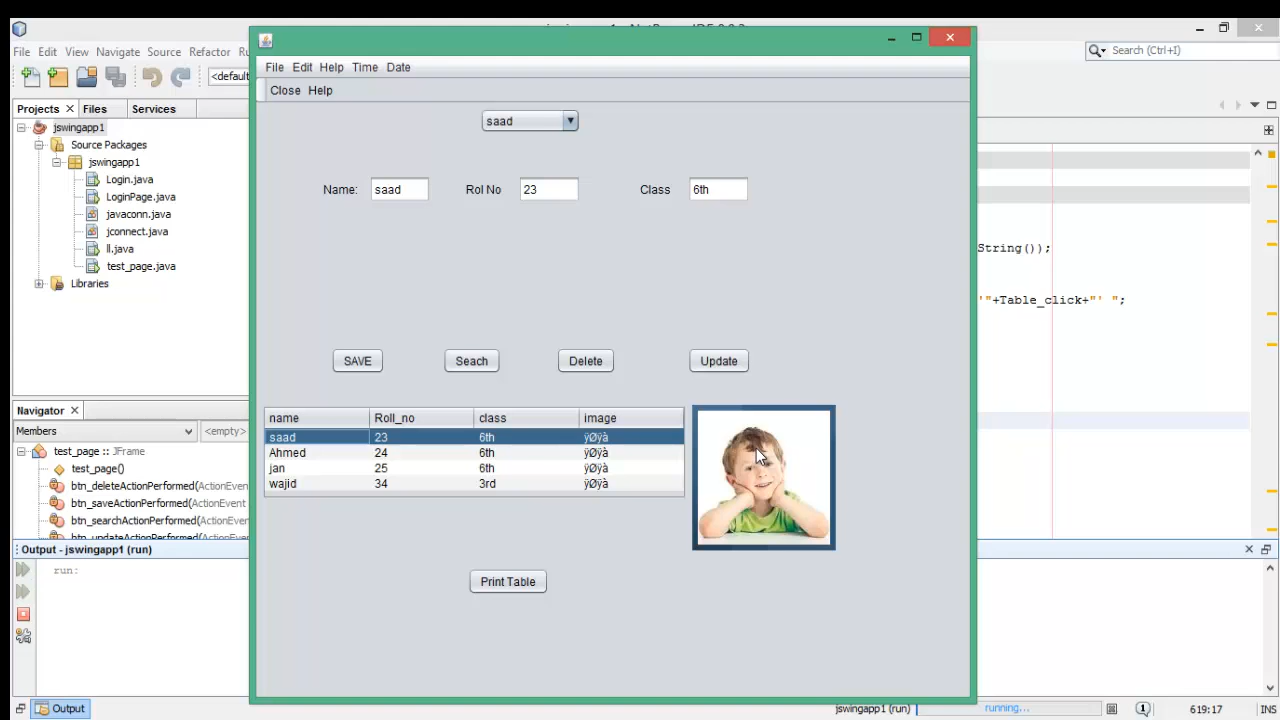 File Edit View Navigate Source Refactor
<default
Search (Ctrl+I)
Projects Files Services
jswingapp1
Source Packages
jswingapp1
Login.java
LoginPage.java
javaconn.java
jconnect.java
ll.java
test_page.java
Libraries
Navigator
Members
<empty>
test_page :: JFrame
test_page()
btn_deleteActionPerformed(ActionEvent
btn_saveActionPerformed(ActionEvent
btn_searchActionPerformed(ActionEven
File Edit Help Time Date
Close Help
saad
Name: saad Rol No 23 Class 6th
SAVE Seach Delete Update
name Roll_no class image
saad 23 6th ÿØÿà
Ahmed 24 6th ÿØÿà
jan 25 6th ÿØÿà
wajid 34 3rd ÿØÿà
Print Table
String());
'"+Table_click+"' ";
Output - jswingapp1 (run)
run:
Output
jswingapp1 (run) running... 1 619:17 INS